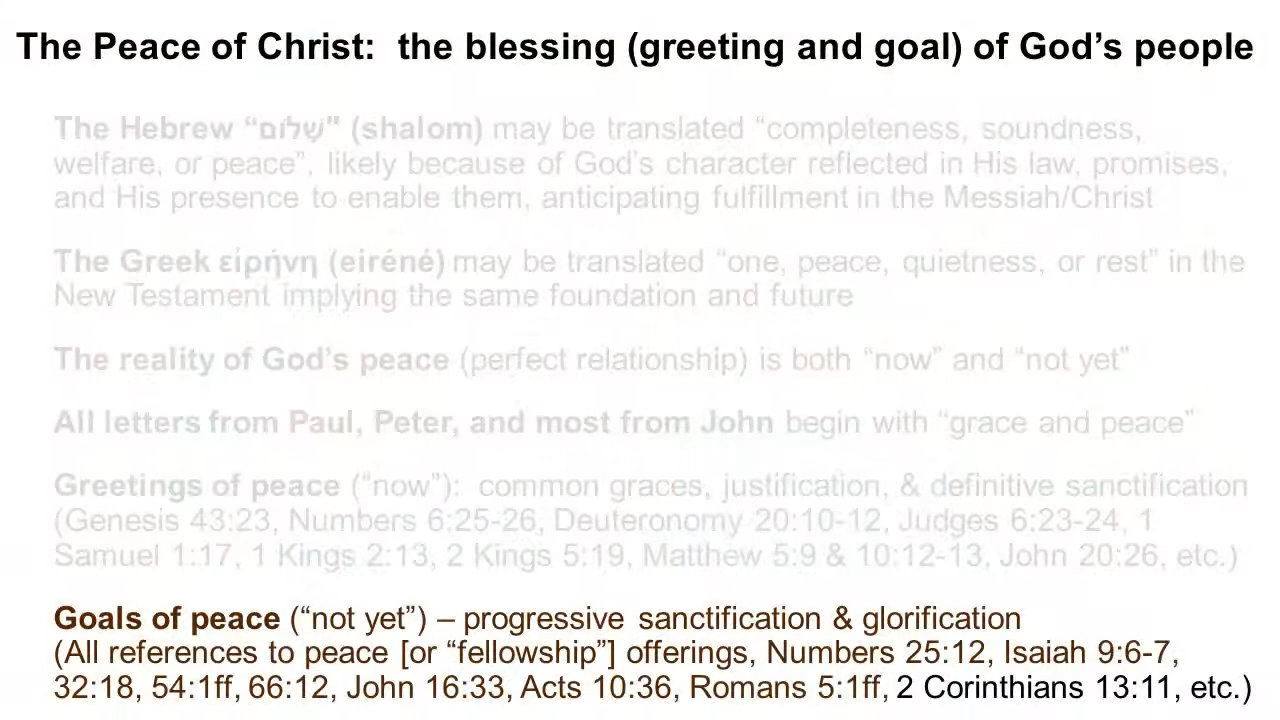 The Peace of Christ:  the blessing (greeting and goal) of God’s people
The Hebrew “שָׁלוֹם" (shalom) may be translated “completeness, soundness,
welfare, or peace”, likely because of God’s character reflected in His law, promises,
and His presence to enable them, anticipating fulfillment in the Messiah/Christ
The Greek εἰρήνη (eiréné) may be translated “one, peace, quietness, or rest” in the
New Testament implying the same foundation and future
The reality of God’s peace (perfect relationship) is both “now” and “not yet”
All letters from Paul, Peter, and most from John begin with “grace and peace”
Greetings of peace (“now”):  common graces, justification, & definitive sanctification
(Genesis 43:23, Numbers 6:25-26, Deuteronomy 20:10-12, Judges 6:23-24, 1
Samuel 1:17, 1 Kings 2:13, 2 Kings 5:19, Matthew 5:9 & 10:12-13, John 20:26, etc.)
Goals of peace (“not yet”) – progressive sanctification & glorification
(All references to peace [or “fellowship”] offerings, Numbers 25:12, Isaiah 9:6-7,
32:18, 54:1ff, 66:12, John 16:33, Acts 10:36, Romans 5:1ff, 2 Corinthians 13:11, etc.)